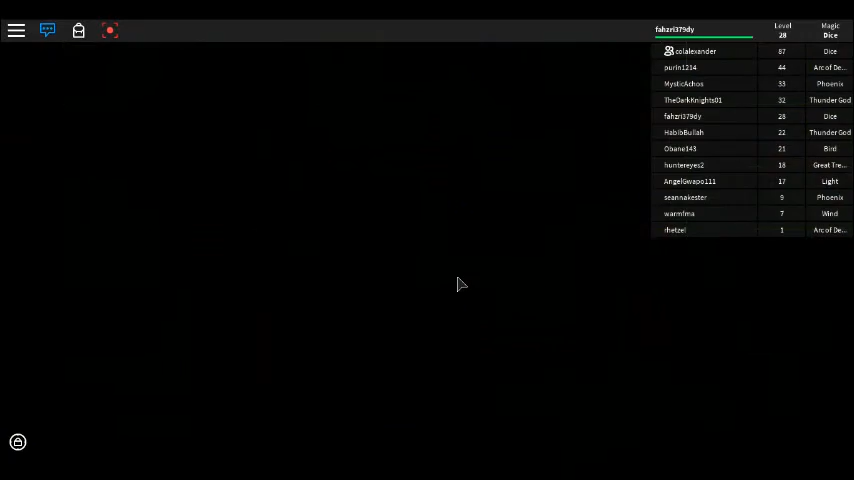 fahzri379dy Level 28 Magic Dice
colalexander 87 Dice
purin1214 44 Arc of De...
MysticAchos 33 Phoenix
TheDarkKnights01 32 Thunder God
fahzri379dy 28 Dice
HabibBullah 22 Thunder God
Obane143 21 Bird
huntereyes2 18 Great Tre...
AngelGwapo111 17 Light
seannakester 9 Phoenix
warmfma 7 Wind
rhetzel 1 Arc of De...